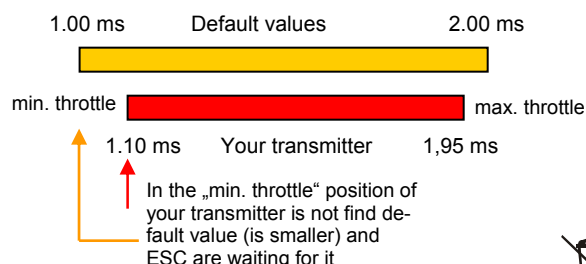 1.00 ms Default values 2.00 ms
min. throttle max. throttle
1.10 ms Your transmitter 1,95 ms
In the „min. throttle“ position of
your transmitter is not find de-
fault value (is smaller) and
ESC are waiting for it